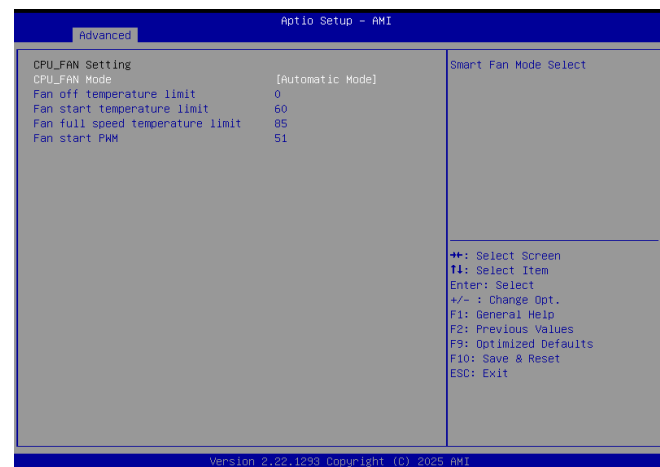 Aptio Setup - AMI
Advanced
CPU_FAN Setting
CPU_FAN Mode [Automatic Mode]
Fan off temperature limit 0
Fan start temperature limit 60
Fan full speed temperature limit 85
Fan start PWM 51
Smart Fan Mode Select
→←: Select Screen
↑↓: Select Item
Enter: Select
+/- : Change Opt.
F1: General Help
F2: Previous Values
F9: Optimized Defaults
F10: Save & Reset
ESC: Exit
Version 2.22.1293 Copyright (C) 2025 AMI